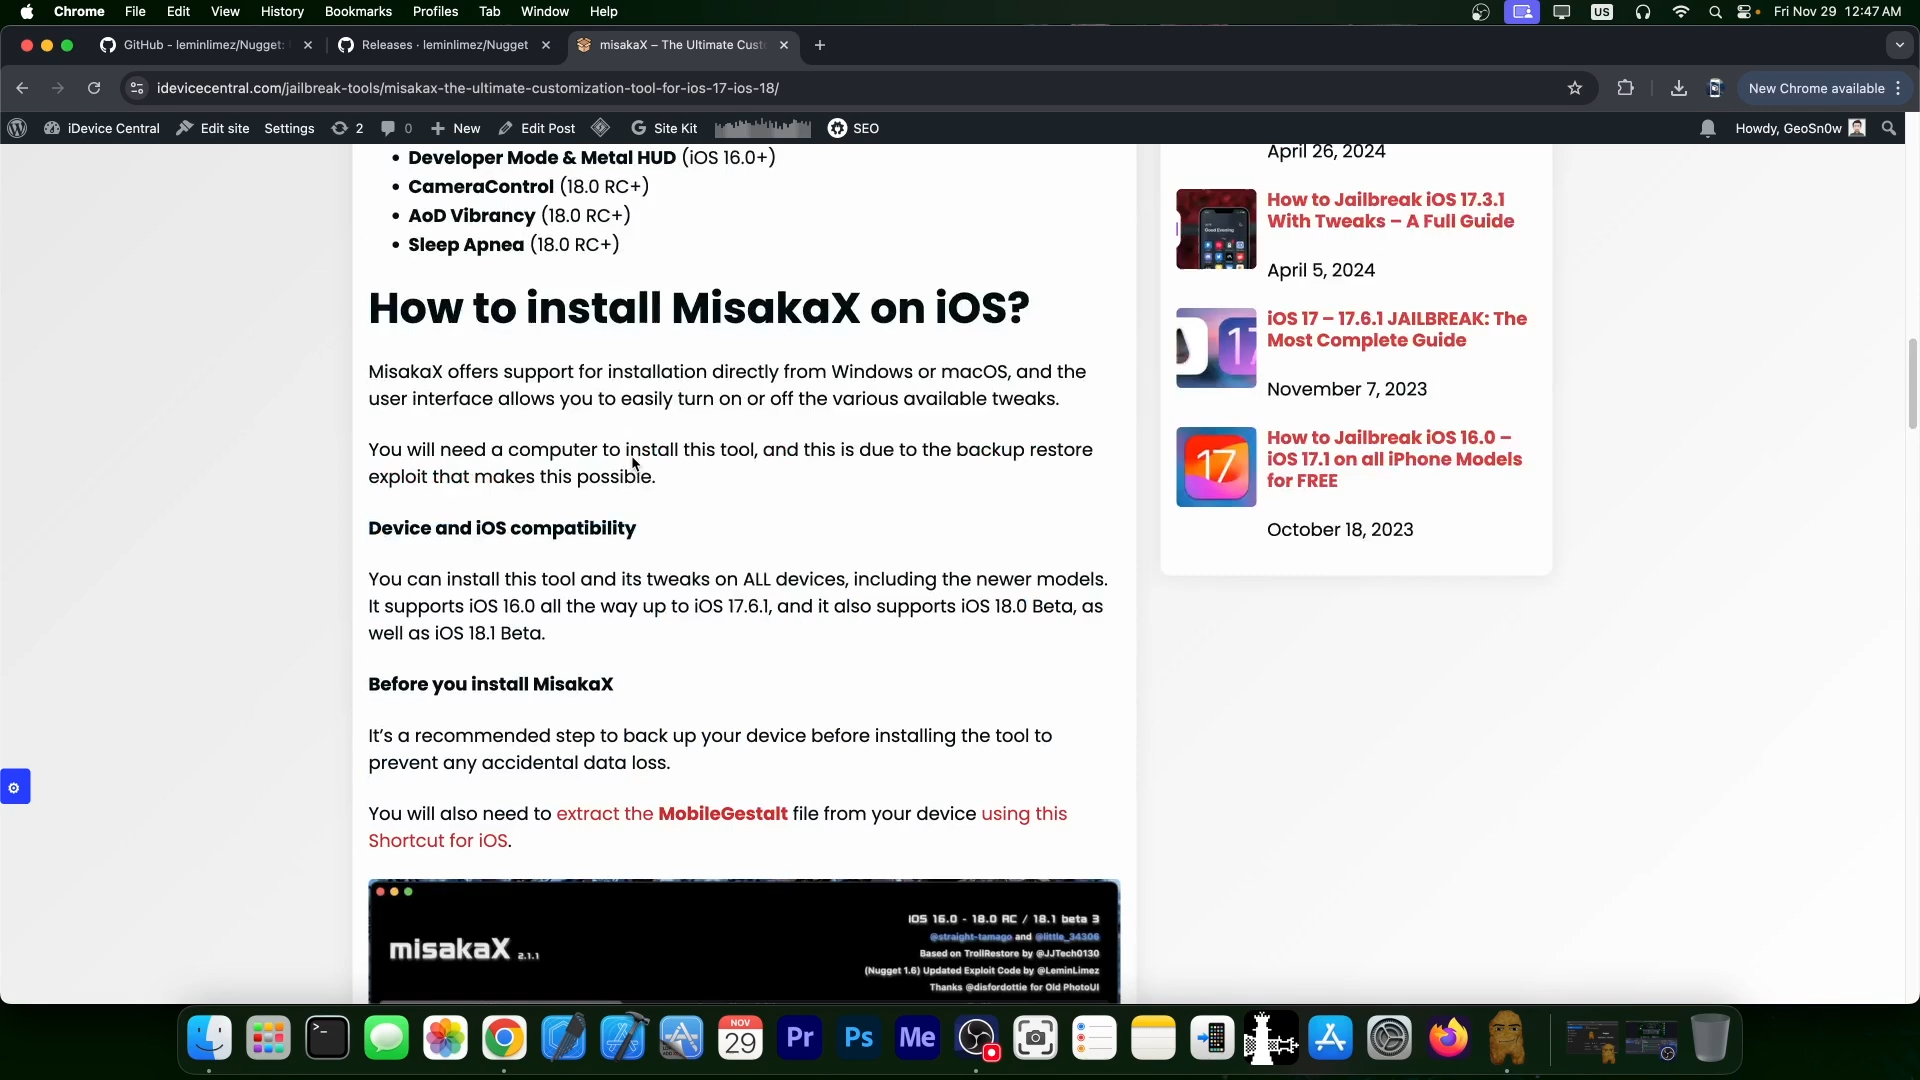 Chrome File Edit View History Bookmarks Profiles Tab Window Help
US
Fri Nov 29 12:47 AM
GitHub - leminlimez/Nugget:
Releases · leminlimez/Nugget
misakaX – The Ultimate Cust
idevicecentral.com/jailbreak-tools/misakax-the-ultimate-customization-tool-for-ios-17-ios-18/
New Chrome available
iDevice Central Edit site Settings 2 0 New Edit Post Site Kit SEO
Howdy, GeoSn0w
• Developer Mode & Metal HUD (iOS 16.0+)
• CameraControl (18.0 RC+)
• AoD Vibrancy (18.0 RC+)
• Sleep Apnea (18.0 RC+)
How to install MisakaX on iOS?
MisakaX offers support for installation directly from Windows or macOS, and the
user interface allows you to easily turn on or off the various available tweaks.
You will need a computer to install this tool, and this is due to the backup restore
exploit that makes this possible.
Device and iOS compatibility
You can install this tool and its tweaks on ALL devices, including the newer models.
It supports iOS 16.0 all the way up to iOS 17.6.1, and it also supports iOS 18.0 Beta, as
well as iOS 18.1 Beta.
Before you install MisakaX
It's a recommended step to back up your device before installing the tool to
prevent any accidental data loss.
You will also need to extract the MobileGestalt file from your device using this
Shortcut for iOS.
misakaX 2.1.1
iOS 16.0 - 18.0 RC / 18.1 beta 3
@straight-tamago and @little_34306
Based on TrollRestore by @JJTech0130
(Nugget 1.6) Updated Exploit Code by @LeminLimez
Thanks @disfordottie for Old PhotoUI
April 26, 2024
How to Jailbreak iOS 17.3.1
With Tweaks – A Full Guide
April 5, 2024
17
iOS 17 – 17.6.1 JAILBREAK: The
Most Complete Guide
November 7, 2023
17
How to Jailbreak iOS 16.0 –
iOS 17.1 on all iPhone Models
for FREE
October 18, 2023
NOV
29
Pr
Ps
Me